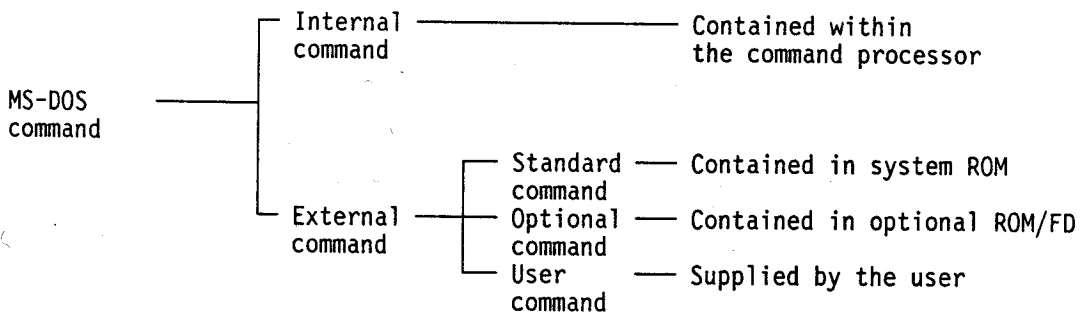 Internal
command
Contained within
the command processor
MS-DOS
command
Standard
command
Contained in system ROM
External
command
Optional
command
Contained in optional ROM/FD
User
command
Supplied by the user